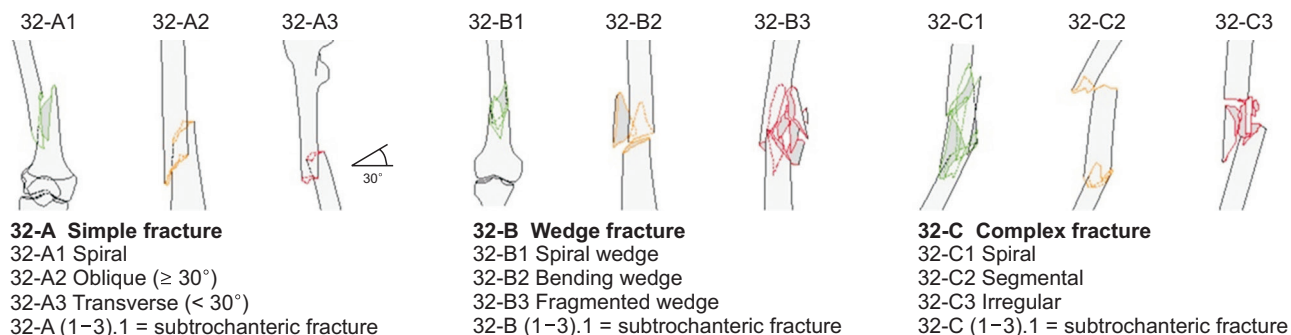 32-A1 32-A2 32-A3 32-B1 32-B2 32-B3 32-C1 32-C2 32-C3
30°
32-A Simple fracture
32-A1 Spiral
32-A2 Oblique (≥ 30°)
32-A3 Transverse (< 30°)
32-A (1−3).1 = subtrochanteric fracture
32-B Wedge fracture
32-B1 Spiral wedge
32-B2 Bending wedge
32-B3 Fragmented wedge
32-B (1−3).1 = subtrochanteric fracture
32-C Complex fracture
32-C1 Spiral
32-C2 Segmental
32-C3 Irregular
32-C (1−3).1 = subtrochanteric fracture